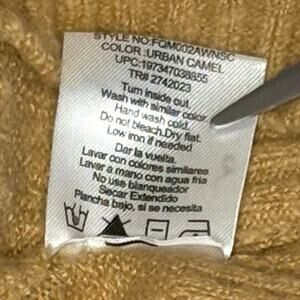 STYLE NO:FQM002AWNSC
COLOR :URBAN CAMEL
UPC:197347038855
TR# 2742023
Turn inside out.
Wash with similar color.
Hand wash cold.
Do not bleach.Dry flat.
Low iron if needed
Dar la vuelta.
Lavar con colores similares
Lavar a mano con agua fria
No use blanqueador
Secar Extendido
Plancha bajo, si se necesita